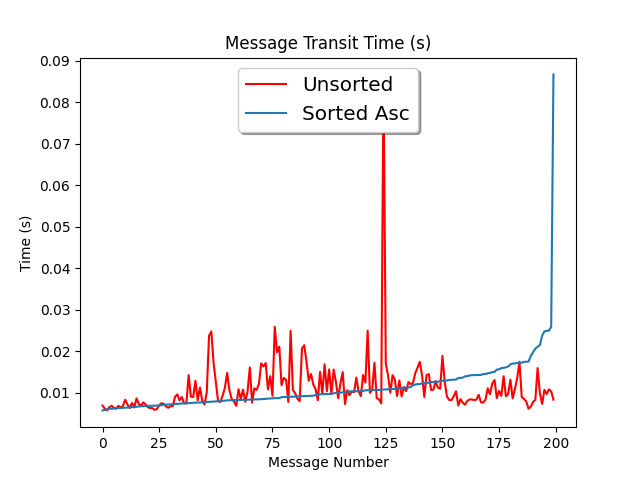 Message Transit Time (s)
Unsorted
Sorted Asc
0.09
0.08
0.07
0.06
0.05
0.04
0.03
0.02
0.01
Time (s)
0 25 50 75 100 125 150 175 200
Message Number